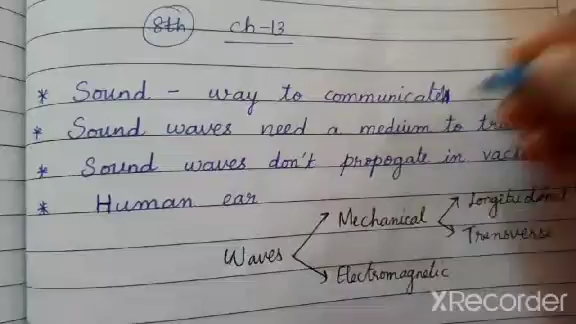 8th ch-13
* Sound - way to communicate
* Sound waves need a medium to
* Sound waves don't propogate in
* Human ear
Waves
Mechanical
Longitudinal
Transverse
Electromagnetic
XRecorder